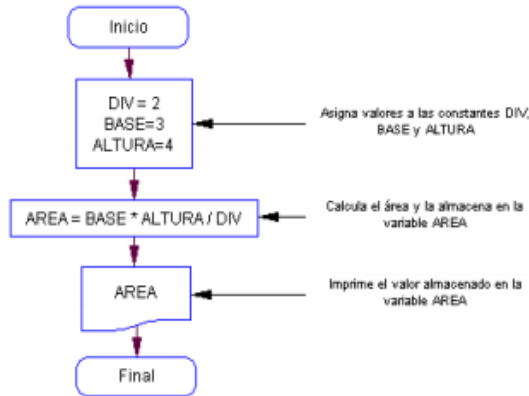 Inicio
DIV = 2
BASE=3
ALTURA=4
Asigna valores a las constantes DIV,
BASE y ALTURA
AREA = BASE * ALTURA / DIV
Calcula el área y la almacena en la
variable AREA
AREA
Imprime el valor almacenado en la
variable AREA
Final